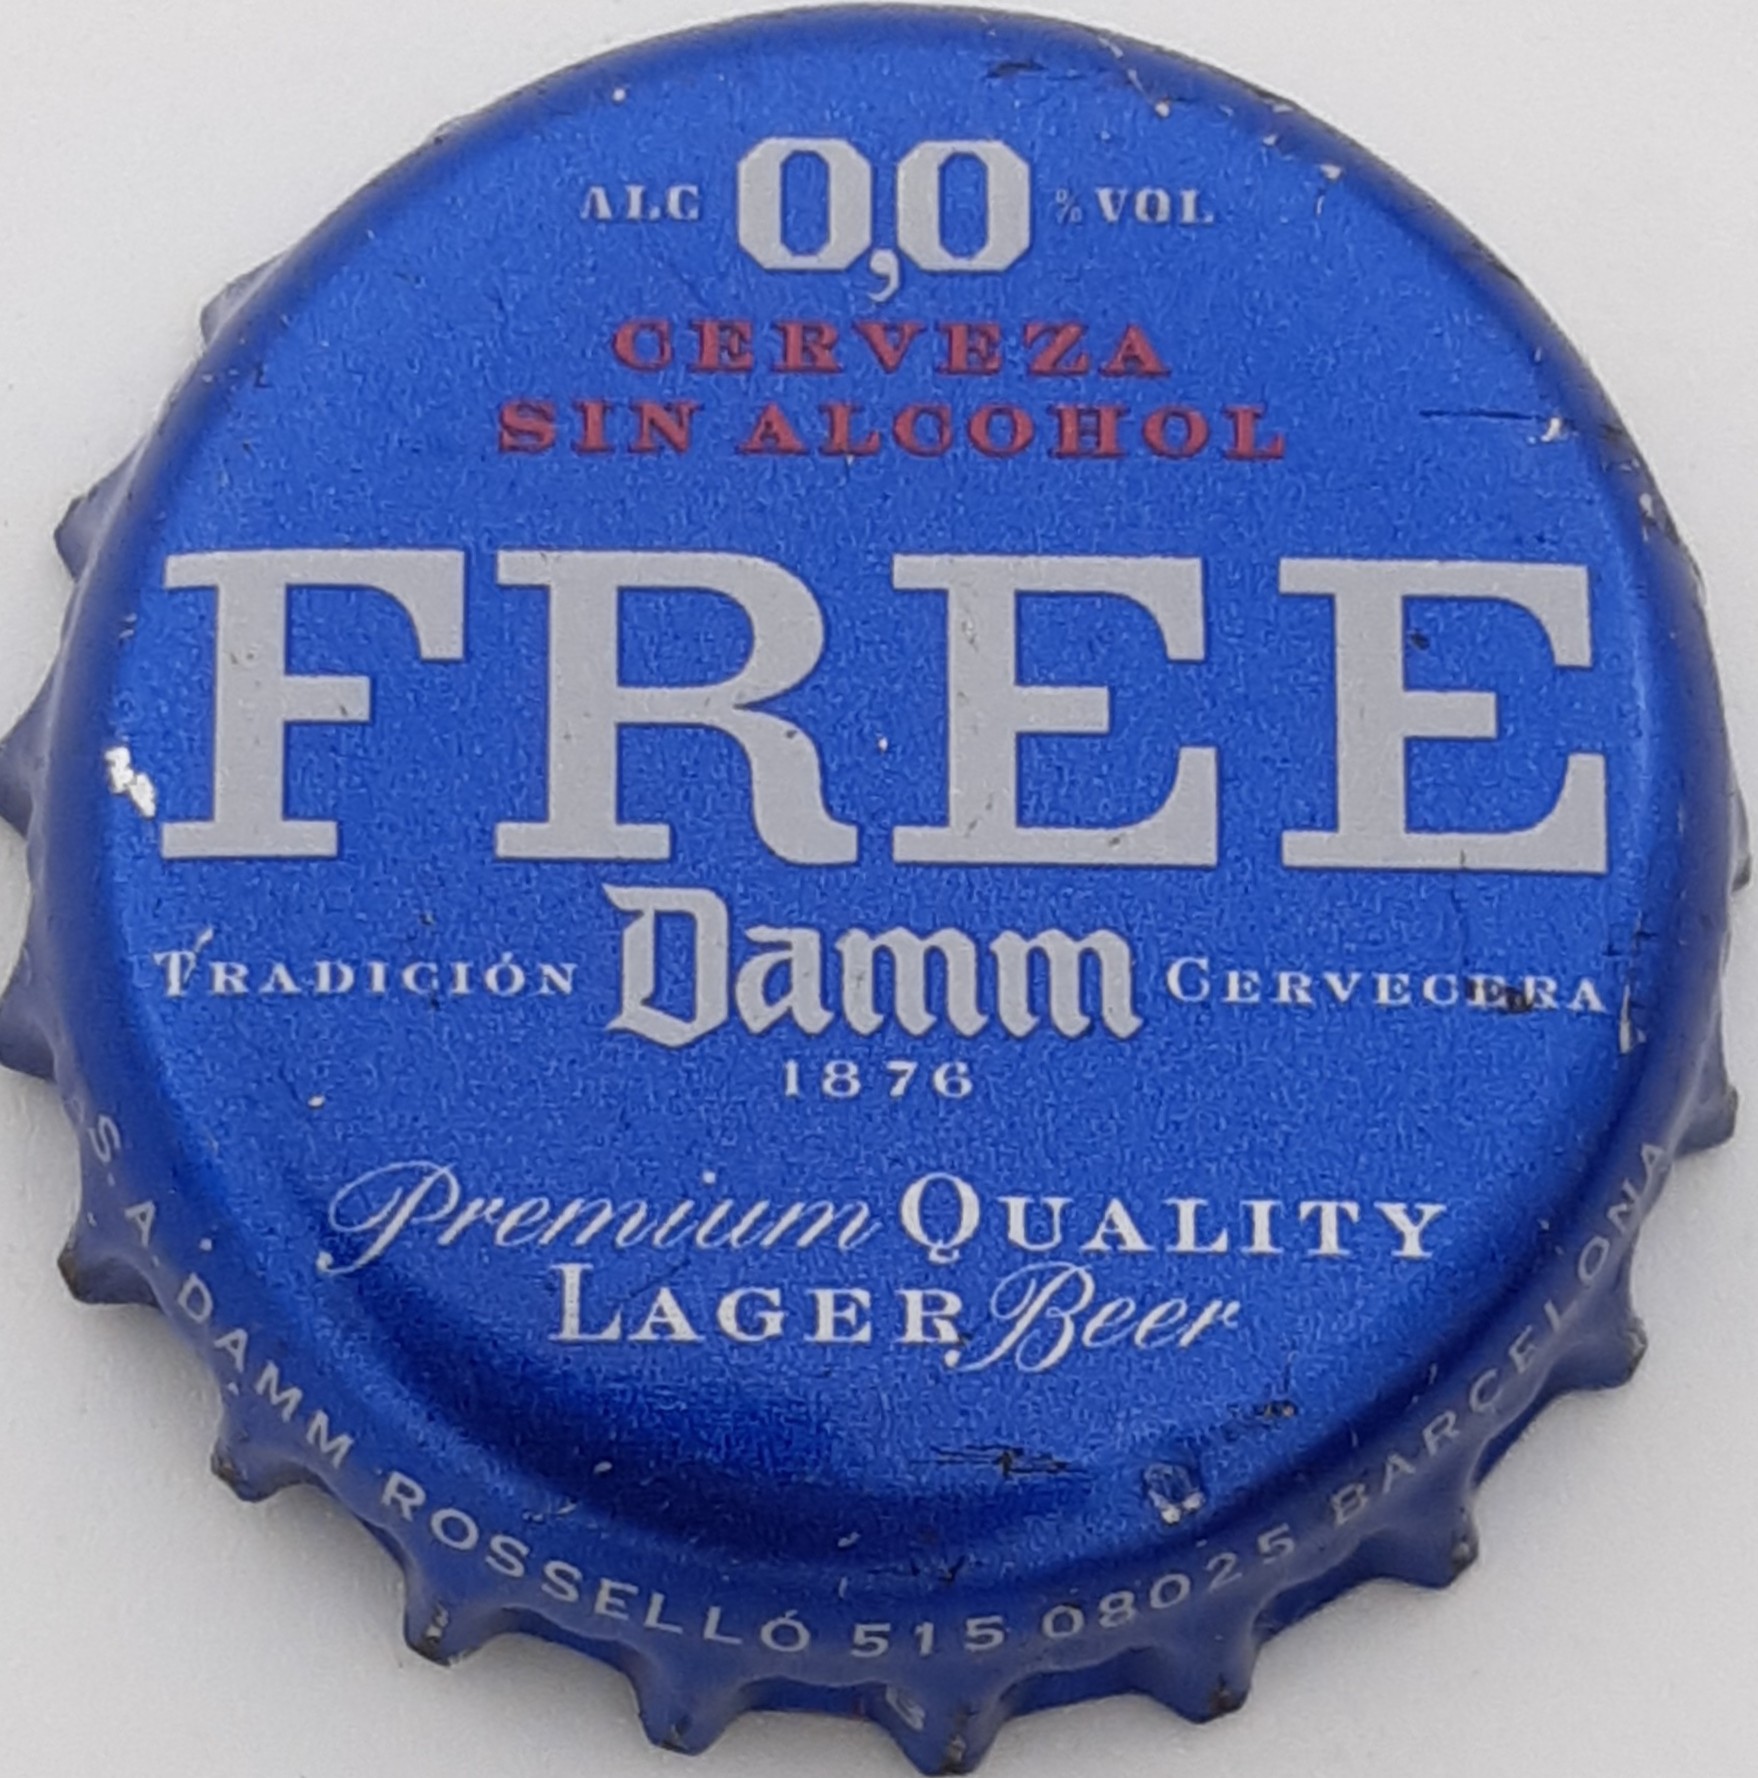 ALC 0,0 % VOL
CERVEZA
SIN ALCOHOL
FREE
TRADICIÓN Damm CERVECERA
1876
Premium QUALITY
LAGER Beer
S.A. DAMM ROSSELLÓ 515 08025 BARCELONA